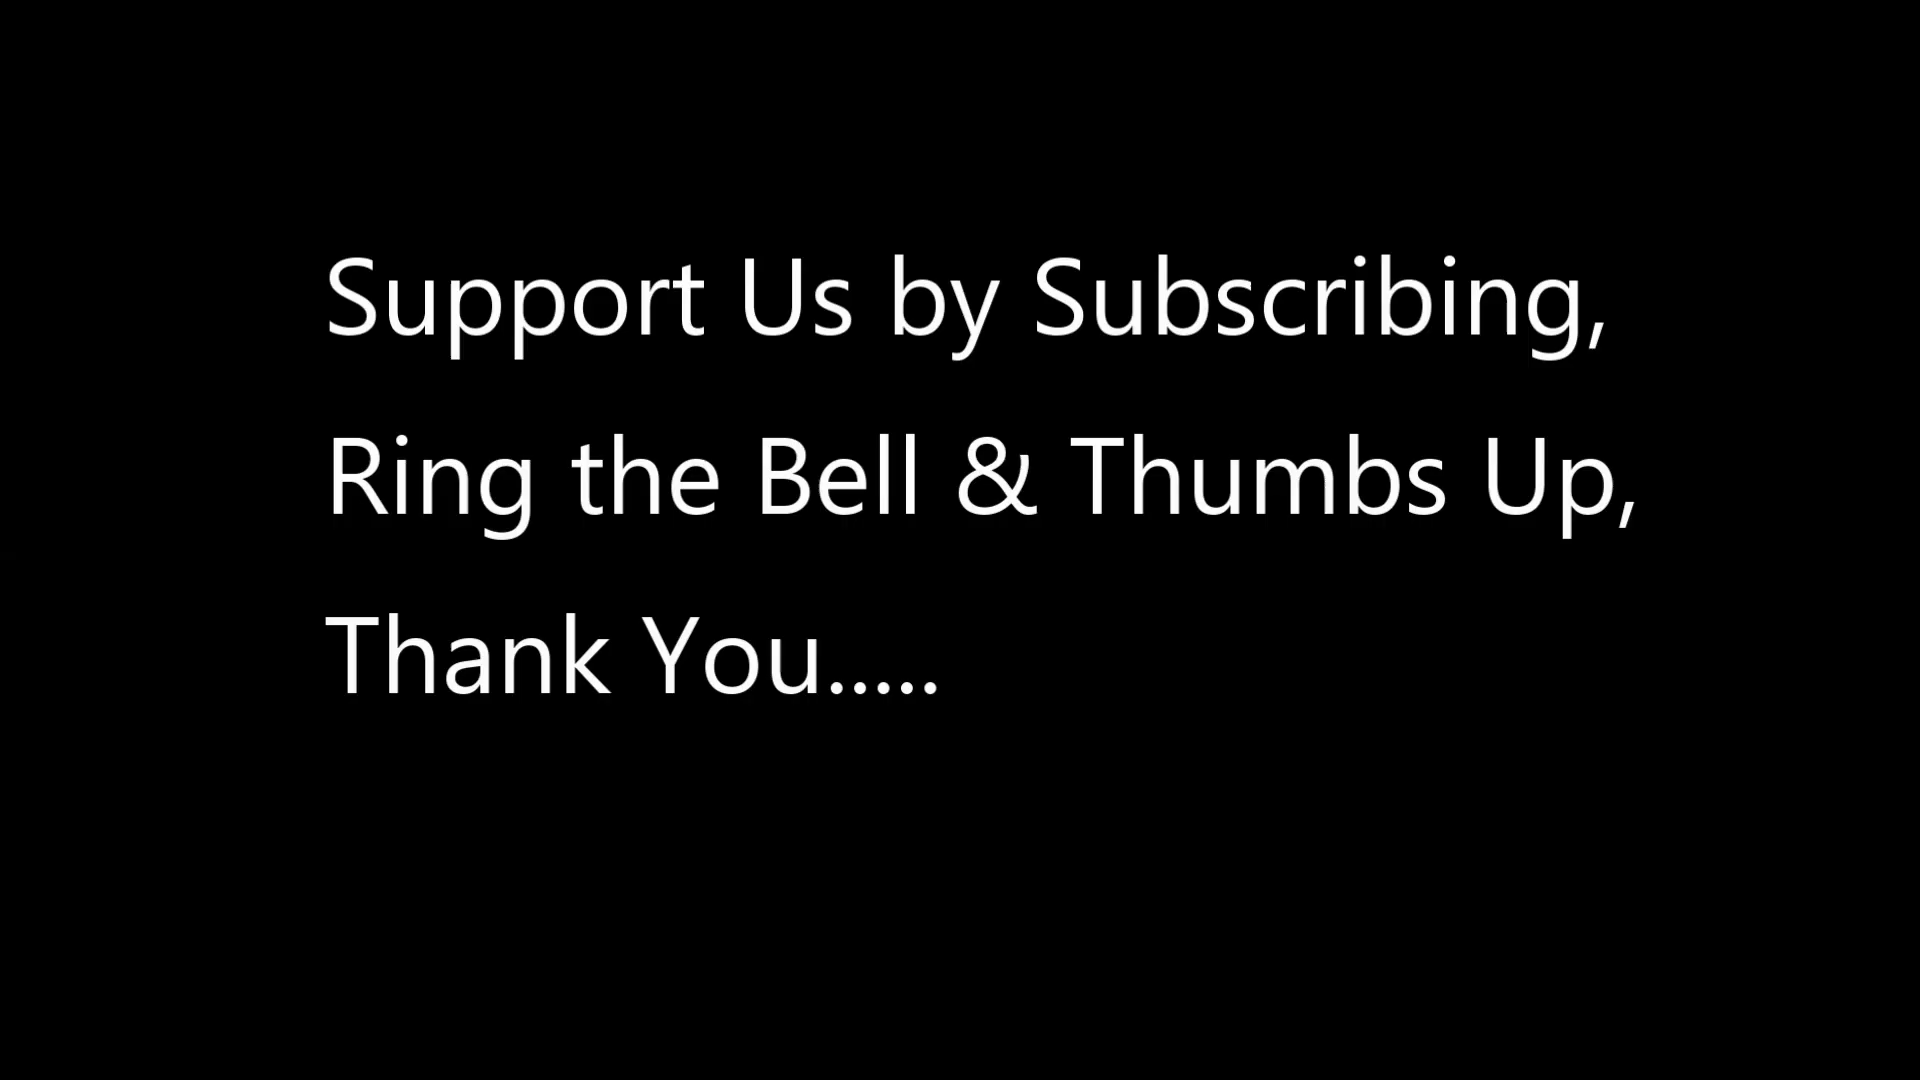 Support Us by Subscribing,
Ring the Bell & Thumbs Up,
Thank You.....